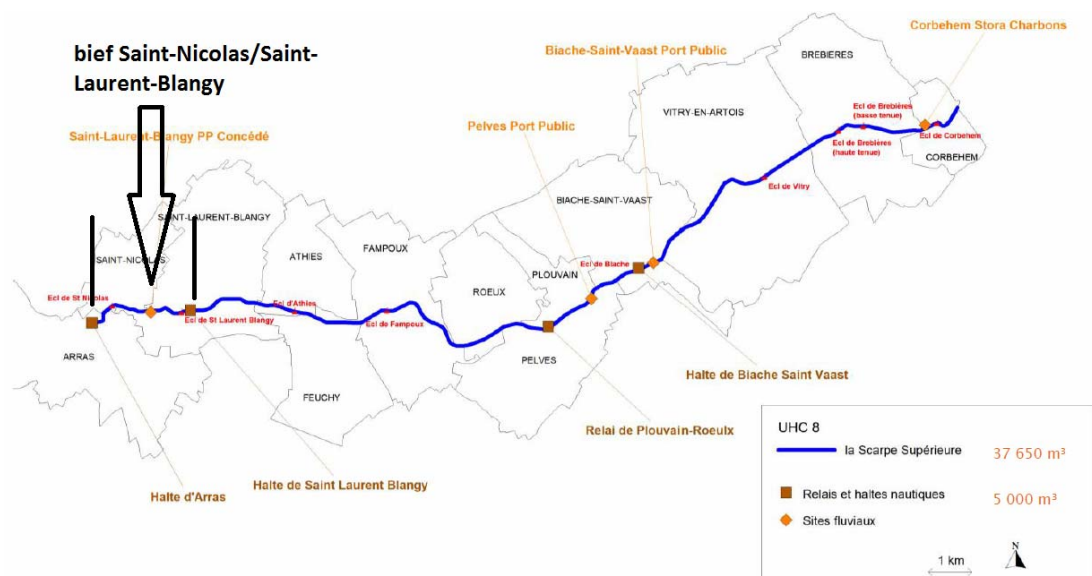 bief Saint-Nicolas/Saint-
Laurent-Blangy
Corbehem Stora Charbons
Biache-Saint-Vaast Port Public
BREBIERES
VITRY-EN-ARTOIS
Ecl de Brebières
(basse tenue)
Saint-Laurent-Blangy PP Concédé
Pelves Port Public
Ecl de Corbehem
Ecl de Brebières
(haute tenue)
CORBEHEM
Ecl de Vitry
BIACHE-SAINT-VAAST
SAINT-LAURENT-BLANGY
SAINT-NICOLAS
ATHIES
FAMPOUX
PLOUVAIN
Ecl de Biache
ROEUX
Ecl de St Nicolas
Ecl d'Athies
Ecl de St Laurent Blangy
Ecl de Fampoux
ARRAS
PELVES
Halte de Biache Saint Vaast
FEUCHY
Relai de Plouvain-Roeulx
Halte de Saint Laurent Blangy
Halte d'Arras
UHC 8
la Scarpe Supérieure 37 650 m³
Relais et haltes nautiques 5 000 m³
Sites fluviaux
N
1 km